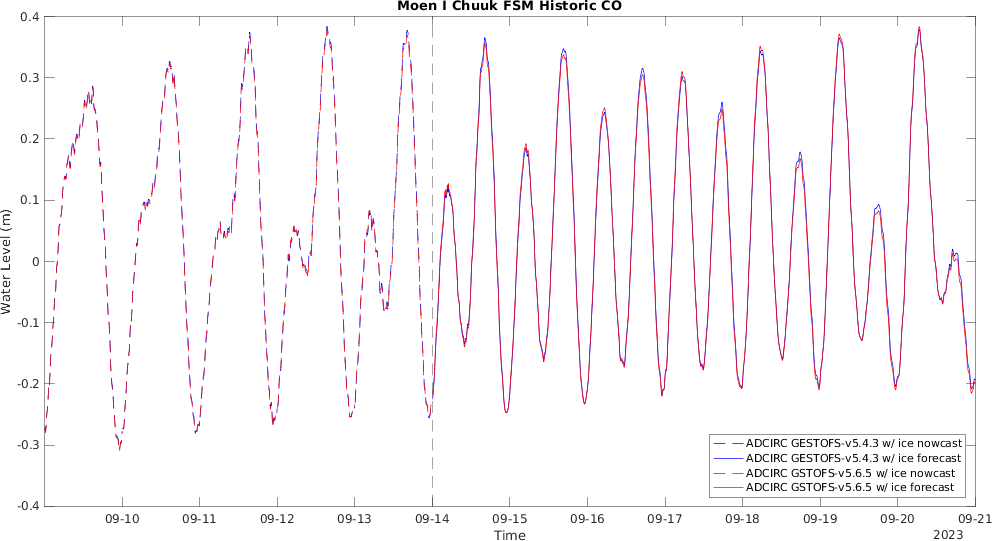 Moen I Chuuk FSM Historic CO
0.4
0.3
0.2
0.1
0
-0.1
-0.2
-0.3
-0.4
Water Level (m)
ADCIRC GESTOFS-v5.4.3 w/ ice nowcast
ADCIRC GESTOFS-v5.4.3 w/ ice forecast
ADCIRC GSTOFS-v5.6.5 w/ ice nowcast
ADCIRC GSTOFS-v5.6.5 w/ ice forecast
09-10 09-11 09-12 09-13 09-14 09-15 09-16 09-17 09-18 09-19 09-20 09-21
Time
2023